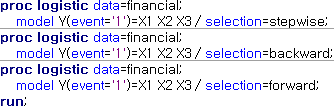 proc logistic data=financial;
model Y(event='1')=X1 X2 X3 / selection=stepwise;
proc logistic data=financial;
model Y(event='1')=X1 X2 X3 / selection=backward;
proc logistic data=financial;
model Y(event='1')=X1 X2 X3 / selection=forward;
run;